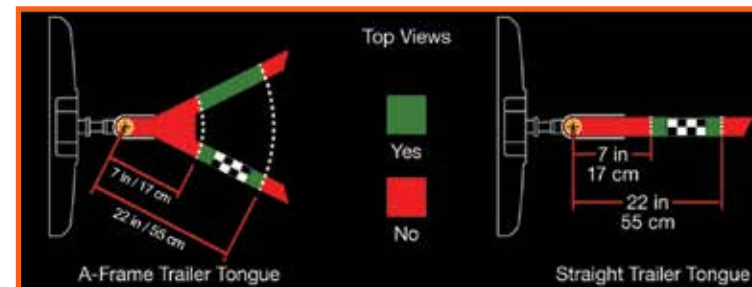 Top Views
Yes
No
7 in / 17 cm
22 in / 55 cm
A-Frame Trailer Tongue
7 in
17 cm
22 in
55 cm
Straight Trailer Tongue